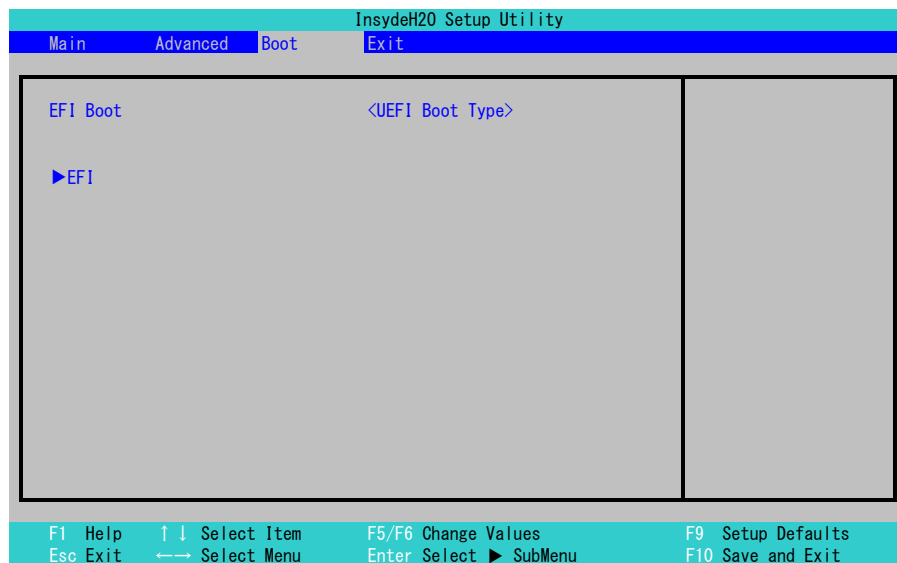 InsydeH2O Setup Utility
Main Advanced Boot Exit
EFI Boot <UEFI Boot Type>
▶EFI
F1 Help ↑↓ Select Item F5/F6 Change Values F9 Setup Defaults
Esc Exit ←→ Select Menu Enter Select ▶ SubMenu F10 Save and Exit